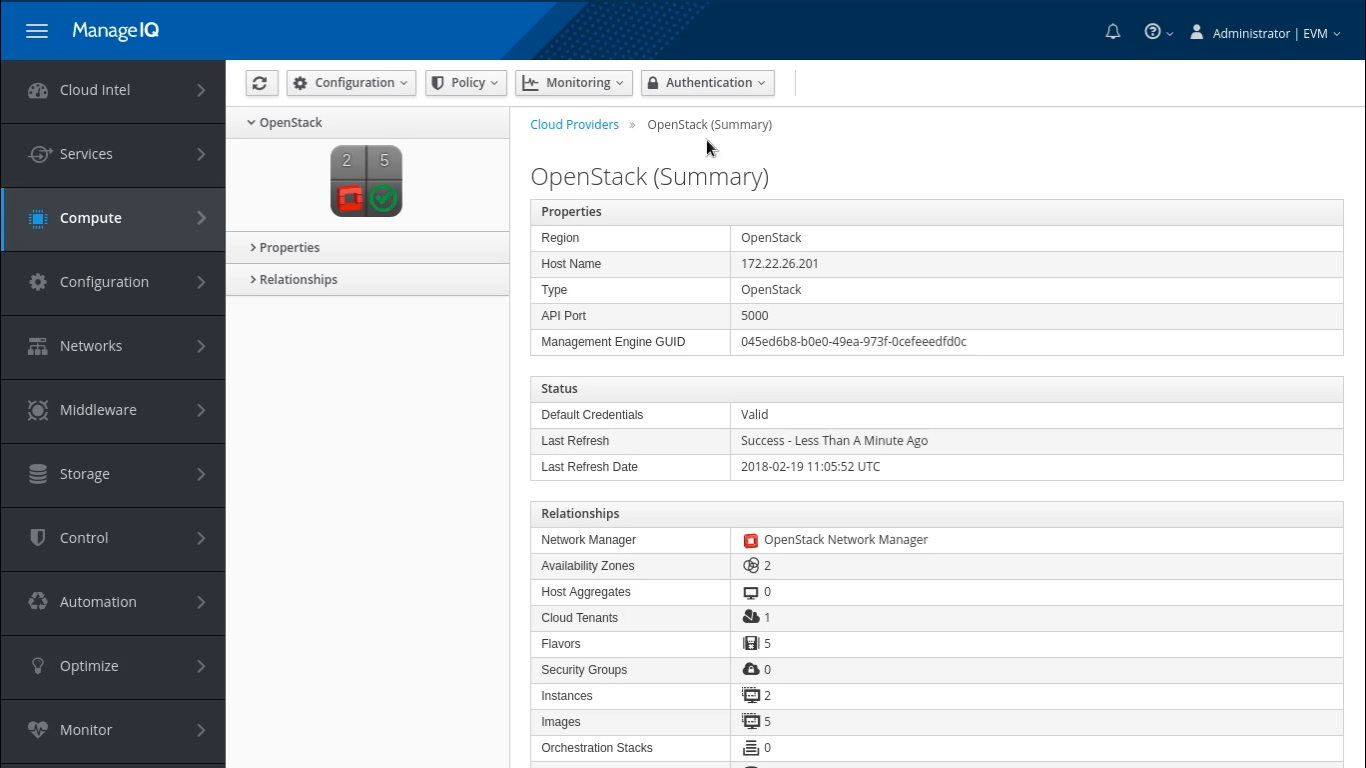 ManageIQ
Administrator | EVM
Cloud Intel
Services
Compute
Configuration
Networks
Middleware
Storage
Control
Automation
Optimize
Monitor
Configuration Policy Monitoring Authentication
OpenStack
2 5
Properties
Relationships
Cloud Providers » OpenStack (Summary)
OpenStack (Summary)
Properties
Region OpenStack
Host Name 172.22.26.201
Type OpenStack
API Port 5000
Management Engine GUID 045ed6b8-b0e0-49ea-973f-0cefeeedfd0c
Status
Default Credentials Valid
Last Refresh Success - Less Than A Minute Ago
Last Refresh Date 2018-02-19 11:05:52 UTC
Relationships
Network Manager OpenStack Network Manager
Availability Zones 2
Host Aggregates 0
Cloud Tenants 1
Flavors 5
Security Groups 0
Instances 2
Images 5
Orchestration Stacks 0